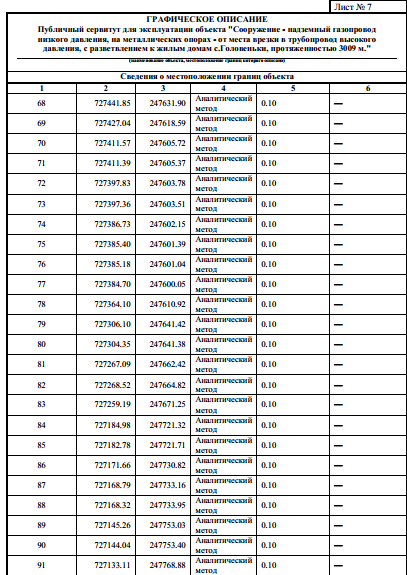 Лист № 7
ГРАФИЧЕСКОЕ ОПИСАНИЕ
Публичный сервитут для эксплуатации объекта "Сооружение - надземный газопровод
низкого давления, на металлических опорах - от места врезки в трубопровод высокого
давления, с разветвлением к жилым домам с.Головеньки, протяженностью 3009 м."
(наименование объекта, местоположение границ которого описано)
Сведения о местоположении границ объекта
1 2 3 4 5 6
68 727441.85 247631.90 Аналитический метод 0.10 —
69 727427.04 247618.59 Аналитический метод 0.10 —
70 727411.57 247605.72 Аналитический метод 0.10 —
71 727411.39 247605.37 Аналитический метод 0.10 —
72 727397.83 247603.78 Аналитический метод 0.10 —
73 727397.36 247603.51 Аналитический метод 0.10 —
74 727386.73 247602.15 Аналитический метод 0.10 —
75 727385.40 247601.39 Аналитический метод 0.10 —
76 727385.18 247601.04 Аналитический метод 0.10 —
77 727384.70 247600.05 Аналитический метод 0.10 —
78 727364.10 247610.92 Аналитический метод 0.10 —
79 727306.10 247641.42 Аналитический метод 0.10 —
80 727304.35 247641.38 Аналитический метод 0.10 —
81 727267.09 247662.42 Аналитический метод 0.10 —
82 727268.52 247664.82 Аналитический метод 0.10 —
83 727259.19 247671.25 Аналитический метод 0.10 —
84 727184.98 247721.32 Аналитический метод 0.10 —
85 727182.78 247721.71 Аналитический метод 0.10 —
86 727171.66 247730.82 Аналитический метод 0.10 —
87 727168.79 247733.16 Аналитический метод 0.10 —
88 727168.32 247733.95 Аналитический метод 0.10 —
89 727145.26 247753.03 Аналитический метод 0.10 —
90 727144.04 247753.40 Аналитический метод 0.10 —
91 727133.11 247768.88 Аналитический метод 0.10 —